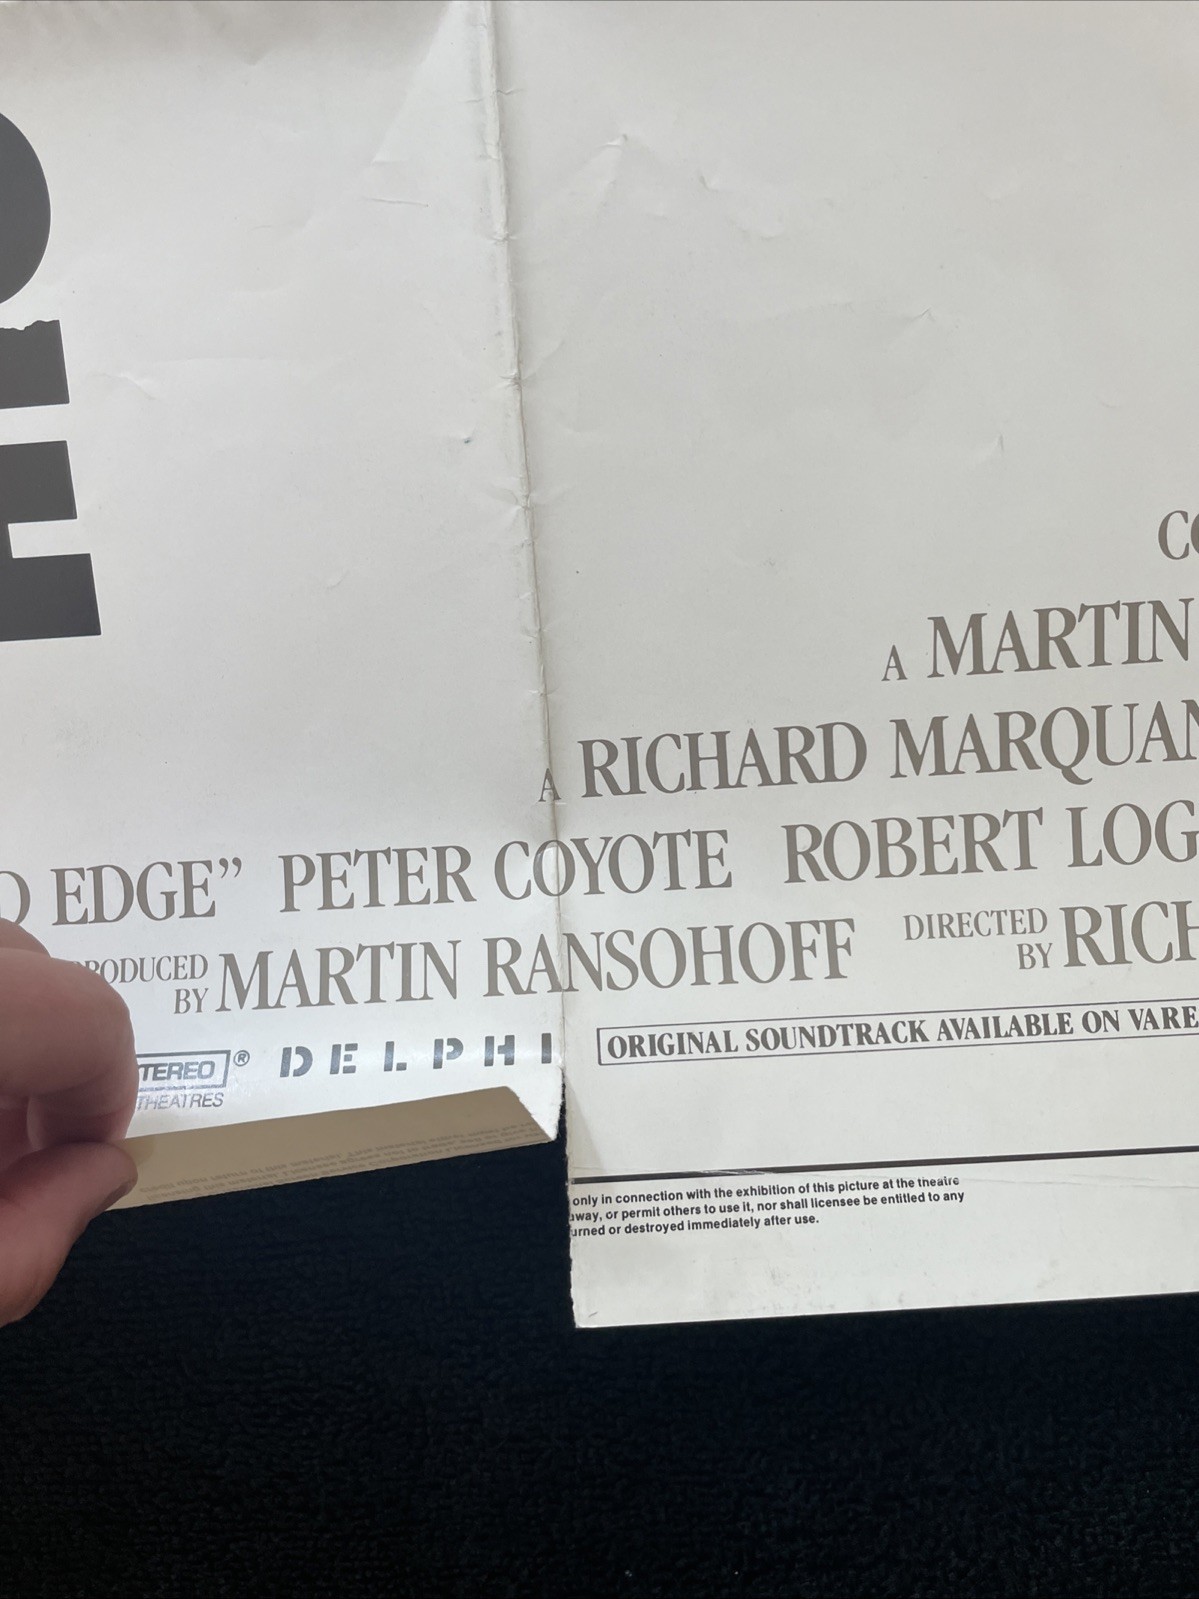 CO
A MARTIN
A RICHARD MARQUAN
D EDGE” PETER COYOTE ROBERT LOG
PRODUCED BY MARTIN RANSOHOFF DIRECTED BY RICH
TEREO ® DELPHI ORIGINAL SOUNDTRACK AVAILABLE ON VARE
THEATRES
only in connection with the exhibition of this picture at the theatre
away, or permit others to use it, nor shall licensee be entitled to any
urned or destroyed immediately after use.